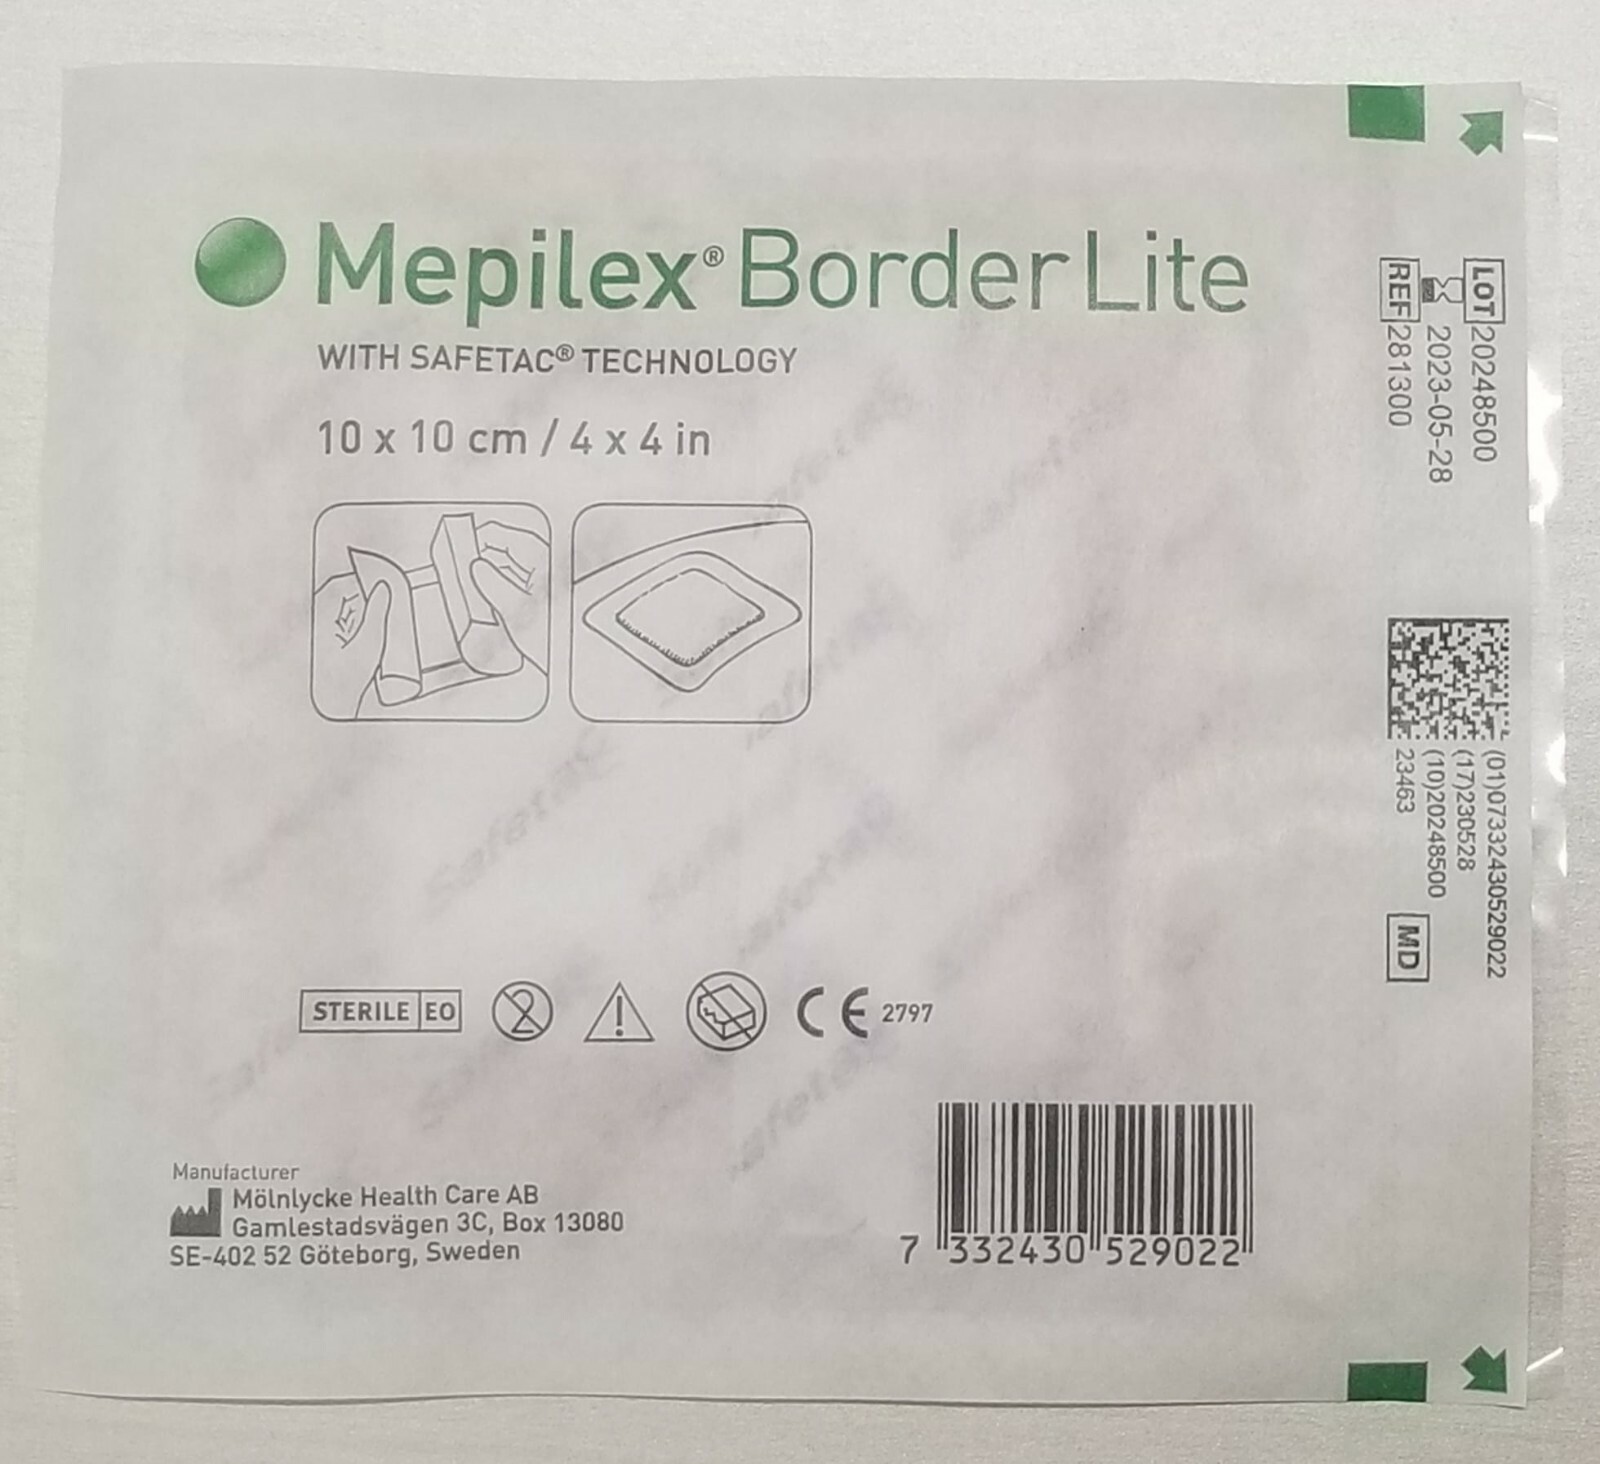 Mepilex® Border Lite
WITH SAFETAC® TECHNOLOGY
10 x 10 cm / 4 x 4 in
STERILE EO
2
CE 2797
Manufacturer
Mölnlycke Health Care AB
Gamlestadsvägen 3C, Box 13080
SE-402 52 Göteborg, Sweden
7 332430 529022
LOT 20248500
2023-05-28
REF 281300
(01)07332430529022
(17)230528
(10)20248500
23463
MD